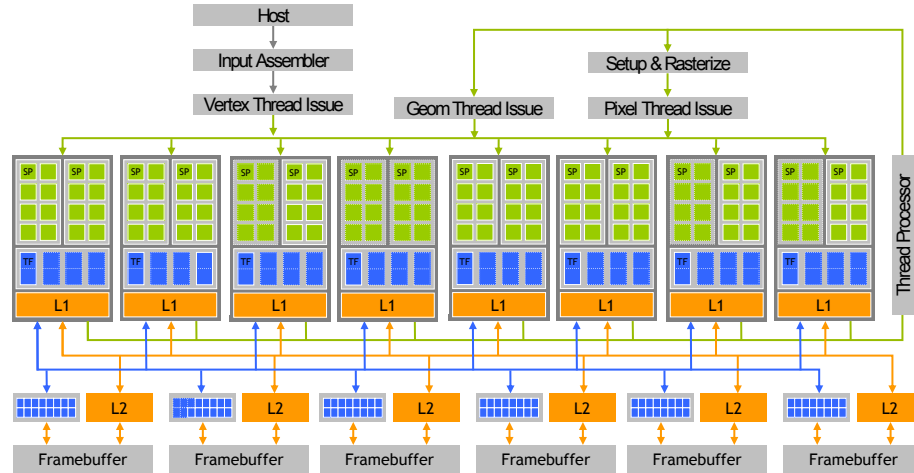 Host
Input Assembler
Setup & Rasterize
Vertex Thread Issue
Geom Thread Issue
Pixel Thread Issue
SP SP SP SP SP SP SP SP SP SP SP SP SP SP SP SP
Thread Processor
TF TF TF TF TF TF TF TF
L1 L1 L1 L1 L1 L1 L1 L1
L2 L2 L2 L2 L2 L2
Framebuffer Framebuffer Framebuffer Framebuffer Framebuffer Framebuffer